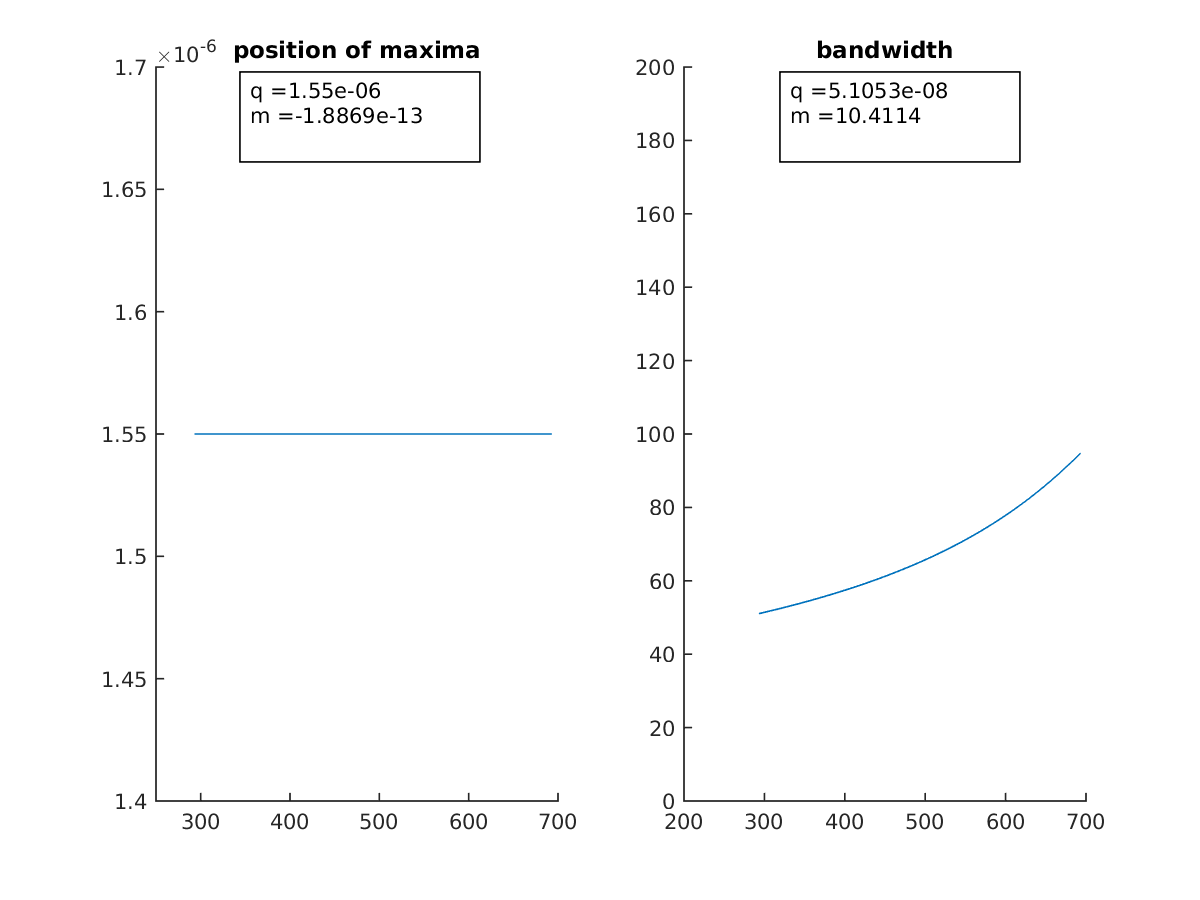 ×10-6
position of maxima
q =1.55e-06
m =-1.8869e-13
1.7
1.65
1.6
1.55
1.5
1.45
1.4
300 400 500 600 700
bandwidth
q =5.1053e-08
m =10.4114
200
180
160
140
120
100
80
60
40
20
0
200 300 400 500 600 700